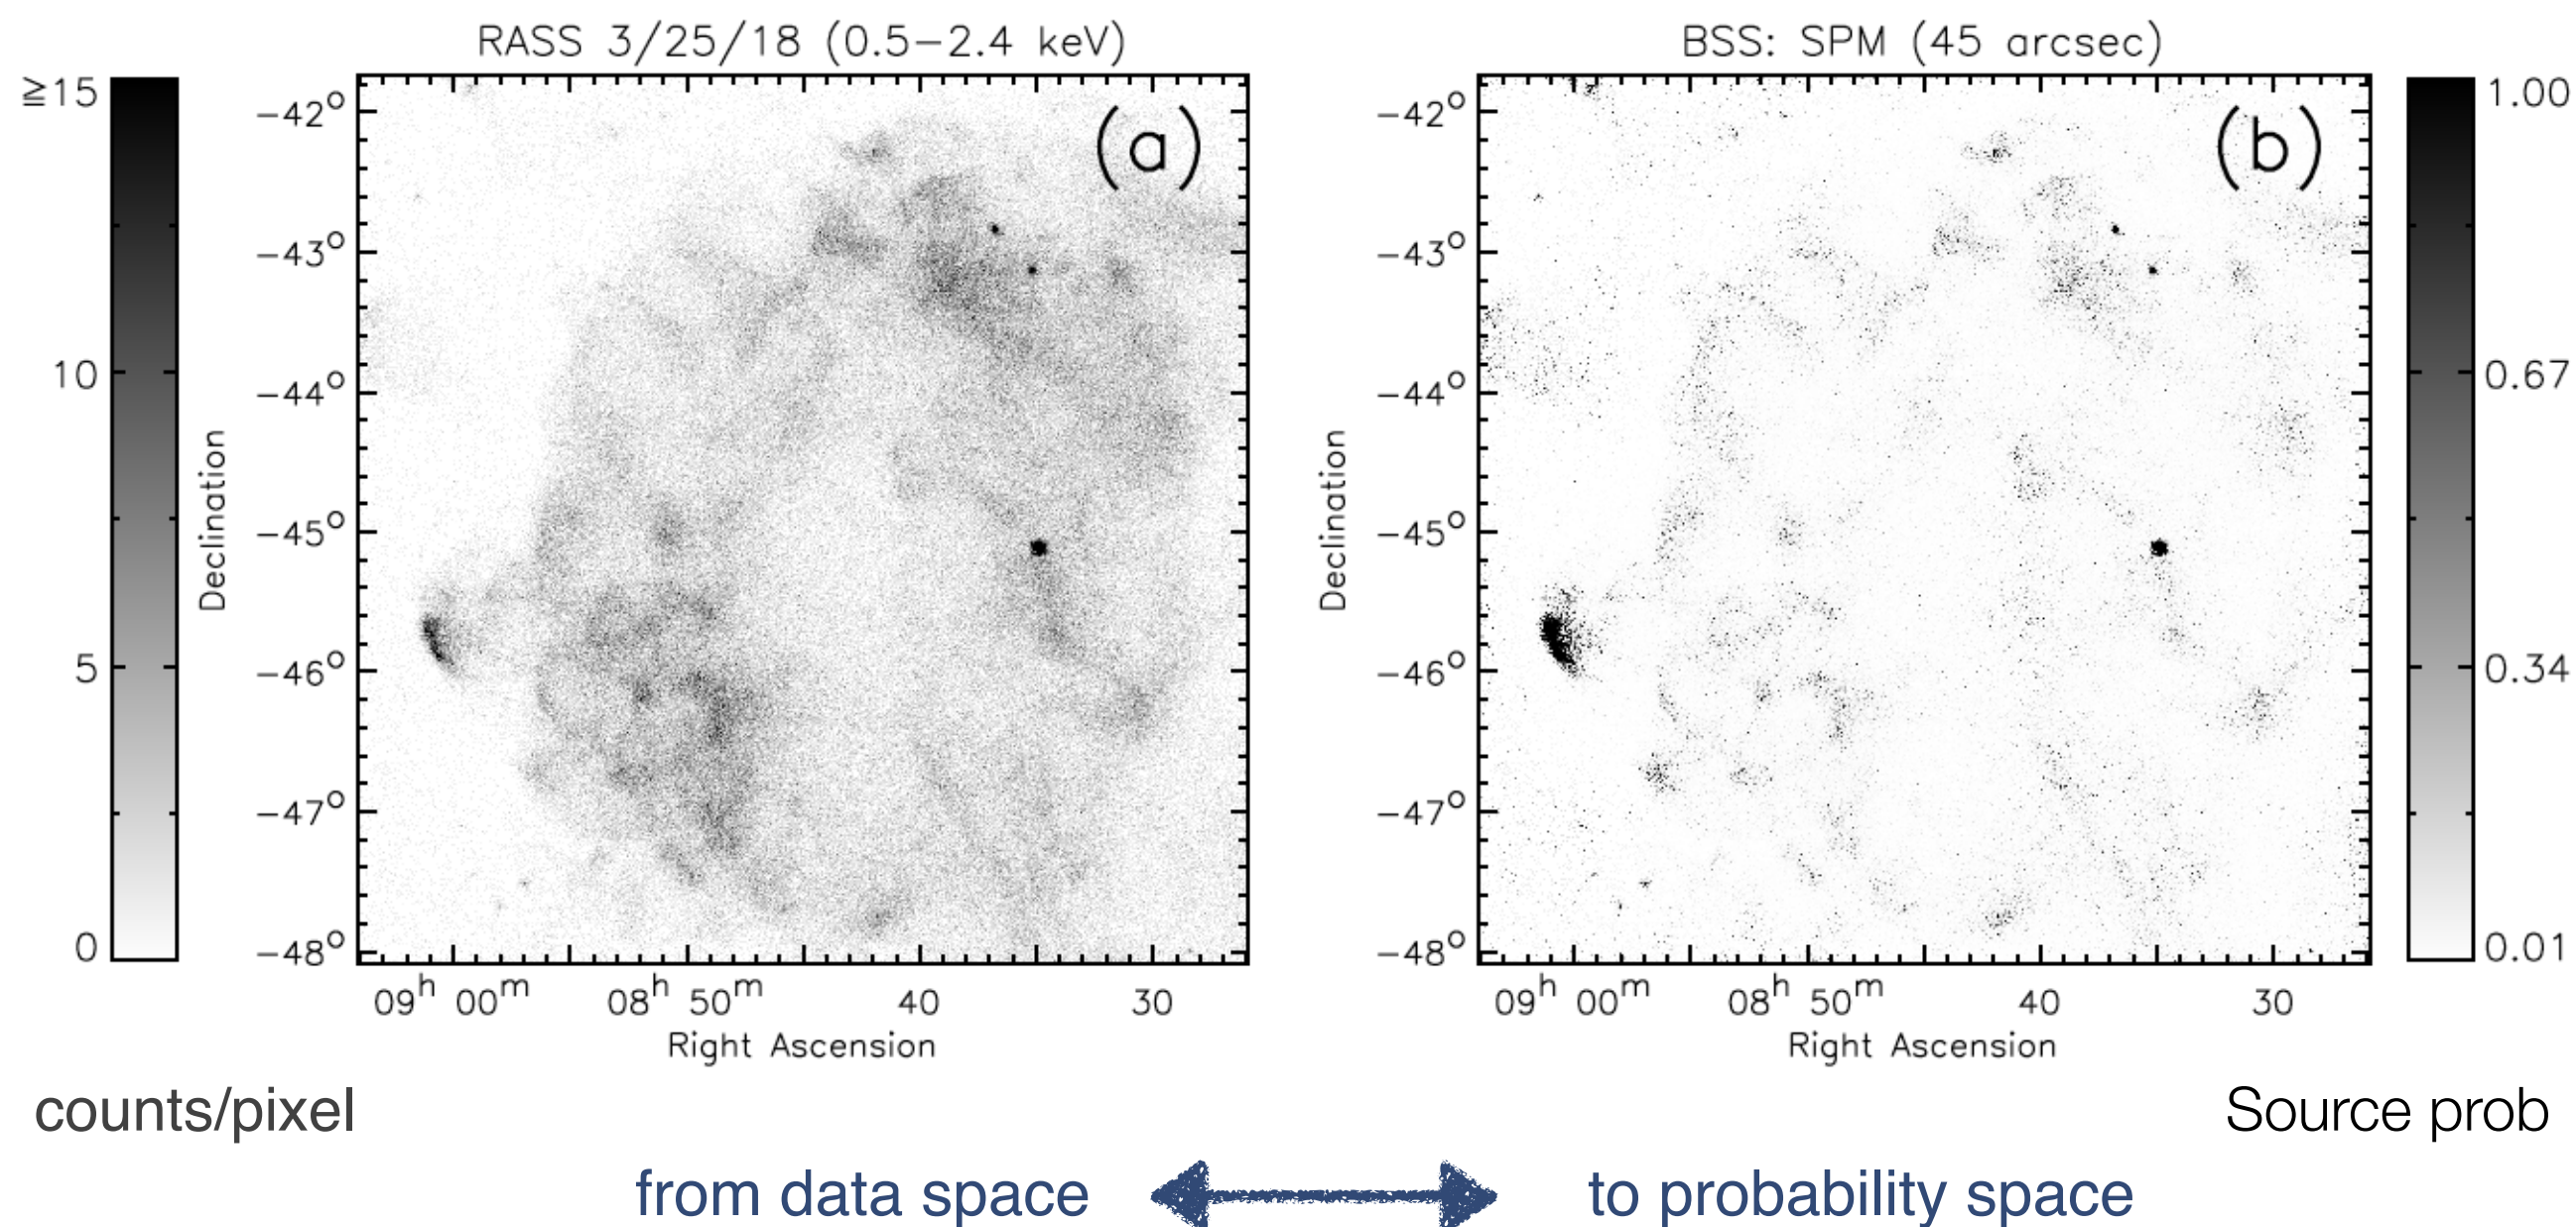 RASS 3/25/18 (0.5−2.4 keV)
BSS: SPM (45 arcsec)
≥15
10
5
0
Declination
−42°
−43°
−44°
−45°
−46°
−47°
−48°
(a)
09ʰ 00ᵐ
08ʰ 50ᵐ
40
30
Right Ascension
Declination
−42°
−43°
−44°
−45°
−46°
−47°
−48°
(b)
09ʰ 00ᵐ
08ʰ 50ᵐ
40
30
Right Ascension
1.00
0.67
0.34
0.01
counts/pixel
Source prob
from data space
to probability space